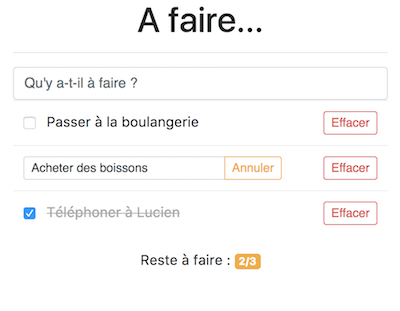 A faire...
Qu'y a-t-il à faire ?
Passer à la boulangerie Effacer
Acheter des boissons Annuler Effacer
Téléphoner à Lucien Effacer
Reste à faire : 2/3